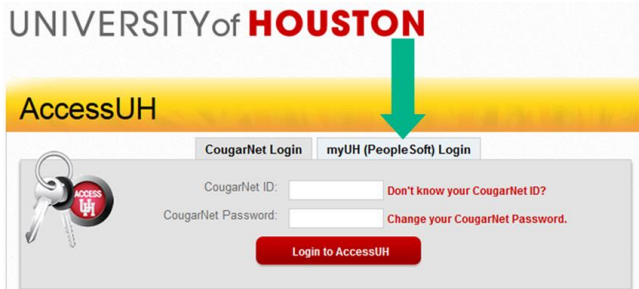 UNIVERSITY of HOUSTON
AccessUH
CougarNet Login myUH (PeopleSoft) Login
ACCESS
UH
CougarNet ID: Don't know your CougarNet ID?
CougarNet Password: Change your CougarNet Password.
Login to AccessUH